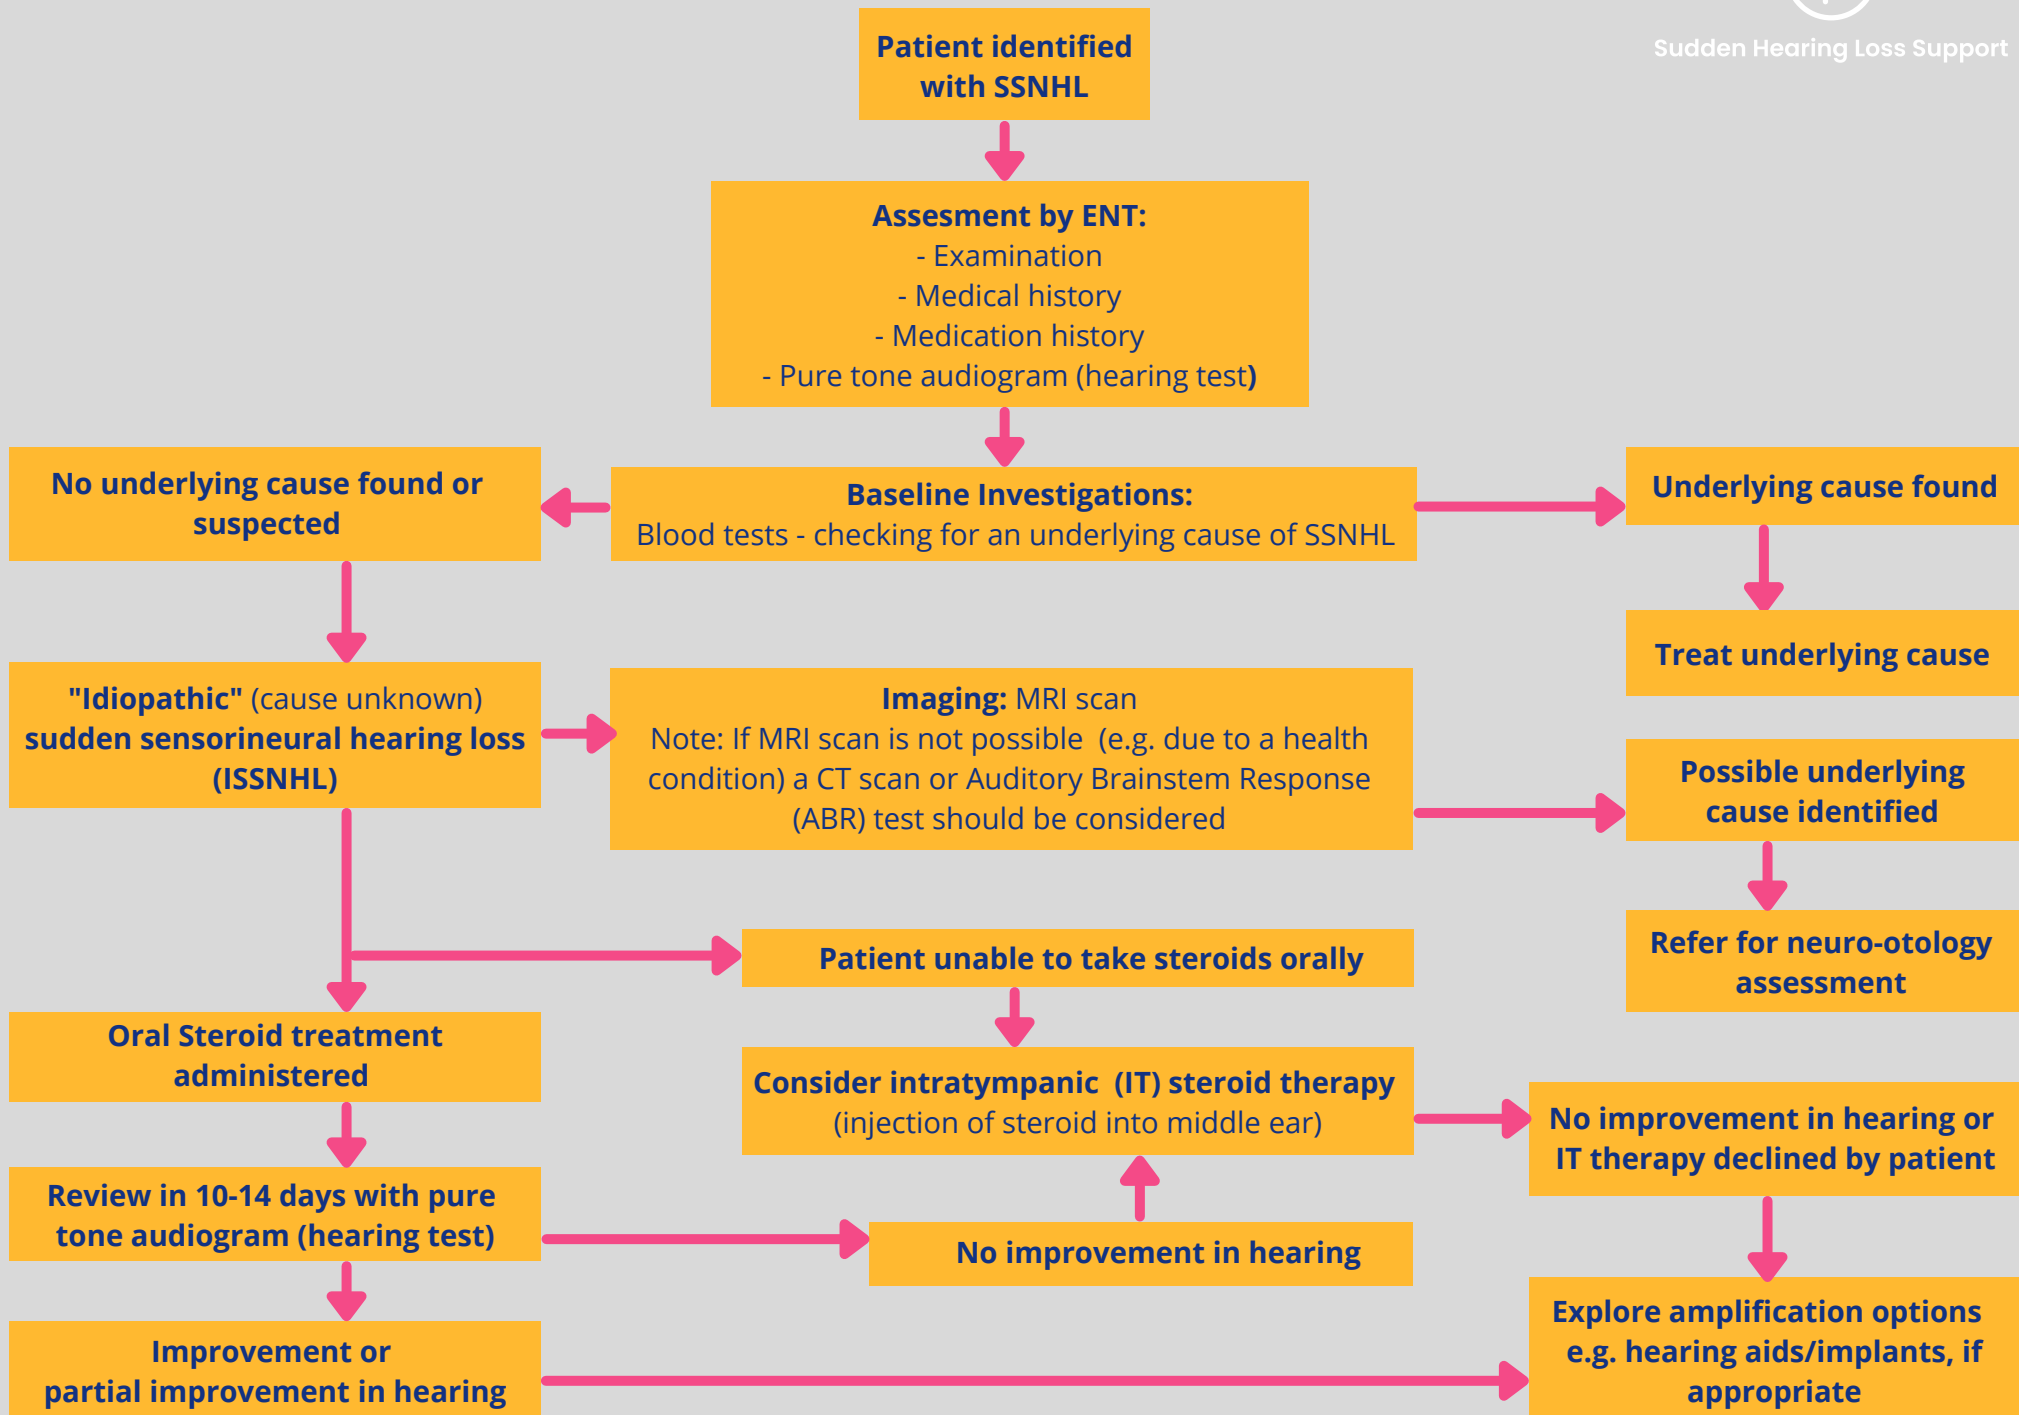 Sudden Hearing Loss Support
Patient identified
with SSNHL
Assesment by ENT:
- Examination
- Medical history
- Medication history
- Pure tone audiogram (hearing test)
No underlying cause found or
suspected
Baseline Investigations:
Blood tests - checking for an underlying cause of SSNHL
Underlying cause found
Treat underlying cause
"Idiopathic" (cause unknown)
sudden sensorineural hearing loss
(ISSNHL)
Imaging: MRI scan
Note: If MRI scan is not possible (e.g. due to a health
condition) a CT scan or Auditory Brainstem Response
(ABR) test should be considered
Possible underlying
cause identified
Refer for neuro-otology
assessment
Patient unable to take steroids orally
Oral Steroid treatment
administered
Consider intratympanic (IT) steroid therapy
(injection of steroid into middle ear)
No improvement in hearing or
IT therapy declined by patient
Review in 10-14 days with pure
tone audiogram (hearing test)
No improvement in hearing
Improvement or
partial improvement in hearing
Explore amplification options
e.g. hearing aids/implants, if
appropriate